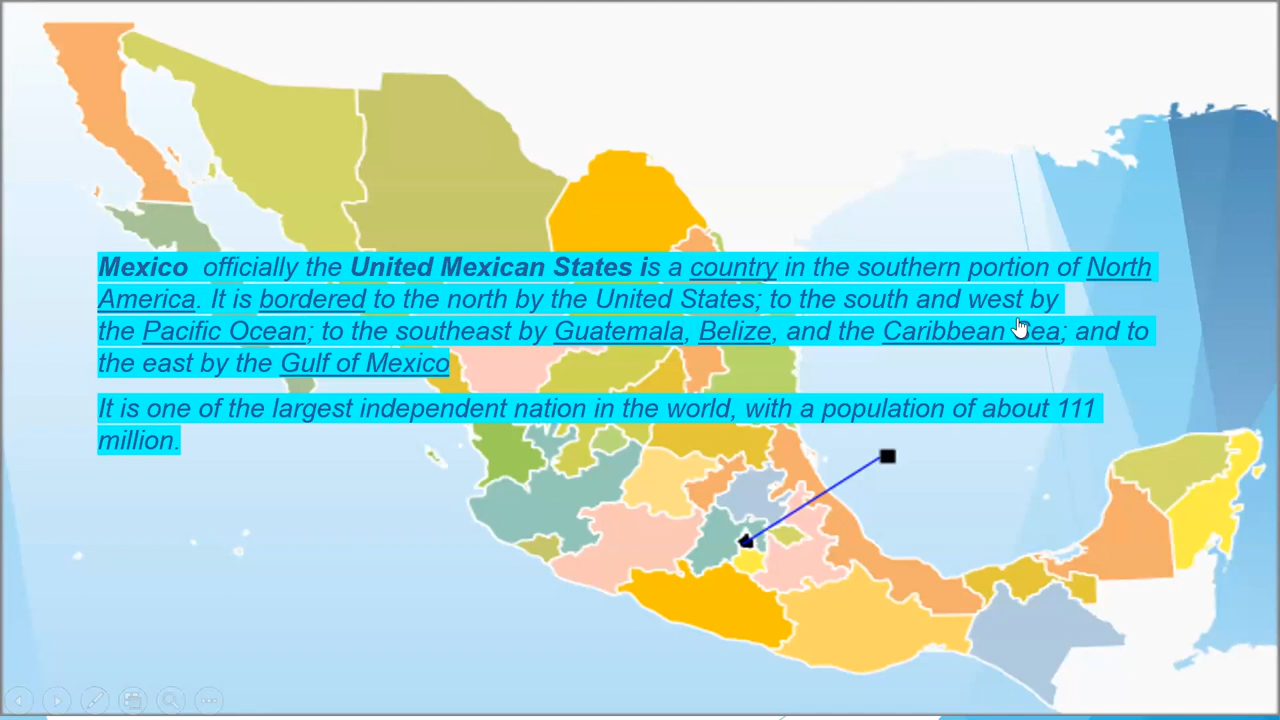 Mexico officially the United Mexican States is a country in the southern portion of North
America. It is bordered to the north by the United States; to the south and west by
the Pacific Ocean; to the southeast by Guatemala, Belize, and the Caribbean Sea; and to
the east by the Gulf of Mexico
It is one of the largest independent nation in the world, with a population of about 111
million.